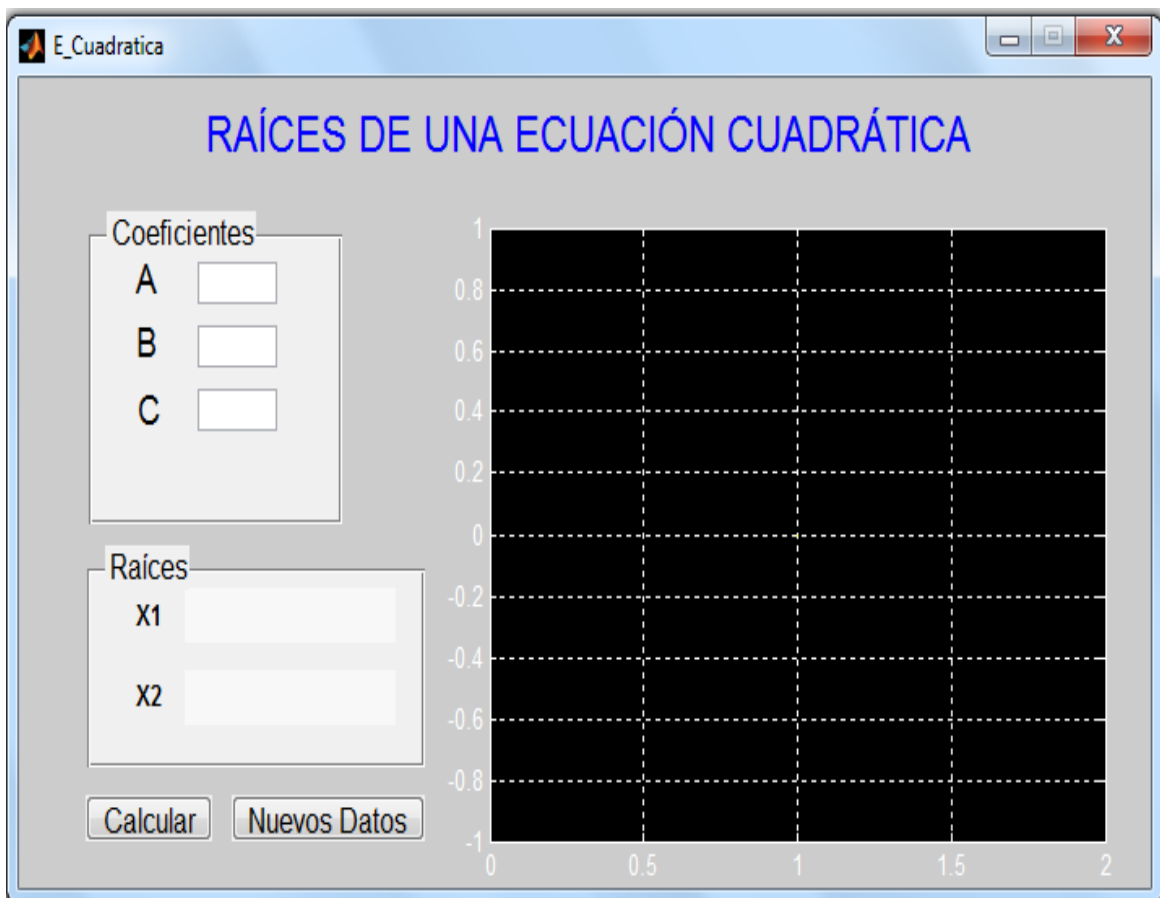 E_Cuadratica
RAÍCES DE UNA ECUACIÓN CUADRÁTICA
Coeficientes
A
B
C
Raíces
X1
X2
Calcular
Nuevos Datos
1
0.8
0.6
0.4
0.2
0
-0.2
-0.4
-0.6
-0.8
-1
0 0.5 1 1.5 2